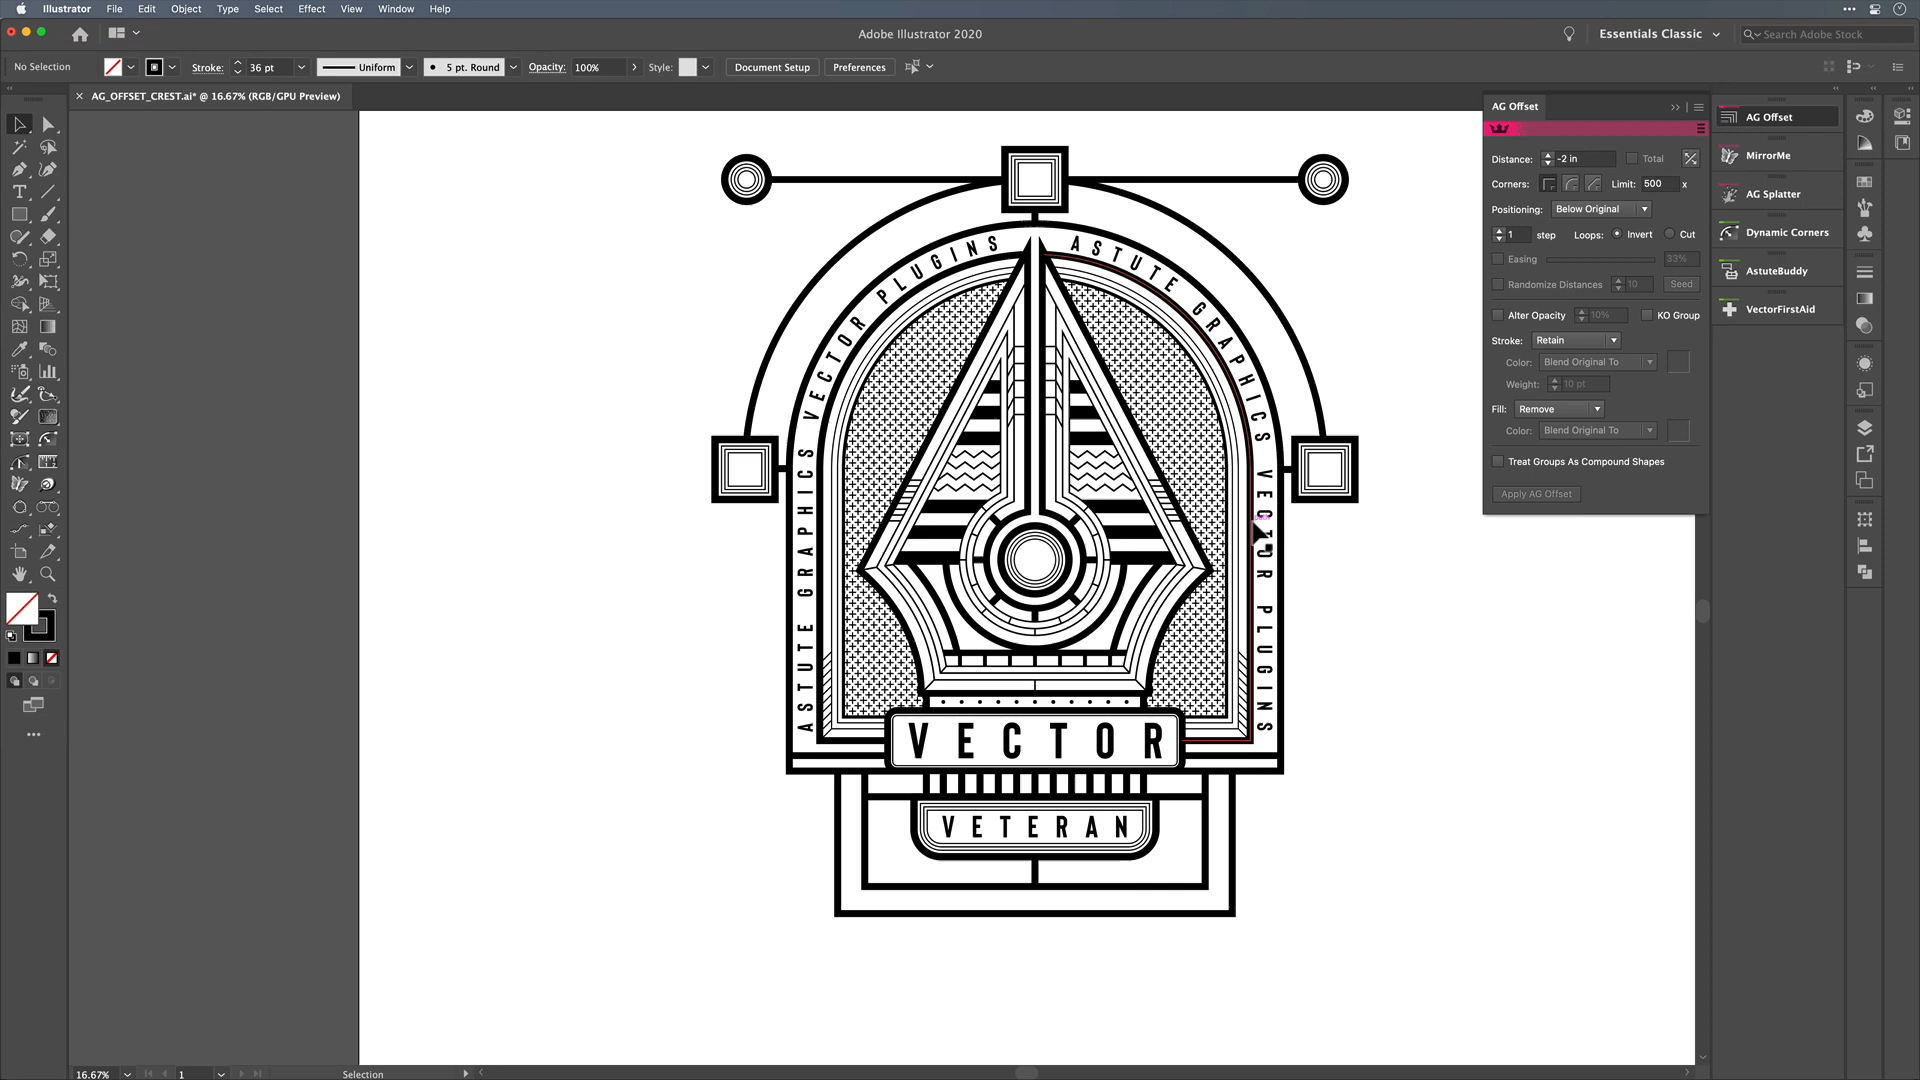 Illustrator File Edit Object Type Select Effect View Window Help
Adobe Illustrator 2020
Essentials Classic
Search Adobe Stock
No Selection
Stroke:
36 pt
Uniform
5 pt. Round
Opacity:
100%
Style:
Document Setup
Preferences
AG_OFFSET_CREST.ai* @ 16.67% (RGB/GPU Preview)
AG Offset
Distance:
-2 in
Total
Corners:
Limit:
500
x
Positioning:
Below Original
1
step
Loops:
Invert
Cut
Easing
33%
Randomize Distances
10
Seed
Alter Opacity
10%
KO Group
Stroke:
Retain
Color:
Blend Original To
Weight:
10 pt
Fill:
Remove
Color:
Blend Original To
Treat Groups As Compound Shapes
Apply AG Offset
AG Offset
MirrorMe
AG Splatter
Dynamic Corners
AstuteBuddy
VectorFirstAid
ASTUTE GRAPHICS VECTOR PLUGINS
ASTUTE GRAPHICS VECTOR PLUGINS
VECTOR
VETERAN
16.67%
1
Selection